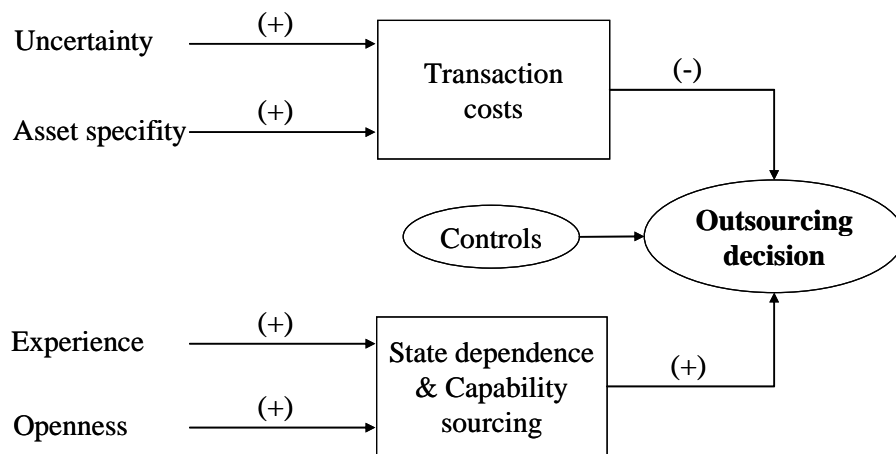 Uncertainty
(+)
Asset specifity
(+)
Transaction
costs
(-)
Controls
Outsourcing
decision
Experience
(+)
Openness
(+)
State dependence
& Capability
sourcing
(+)